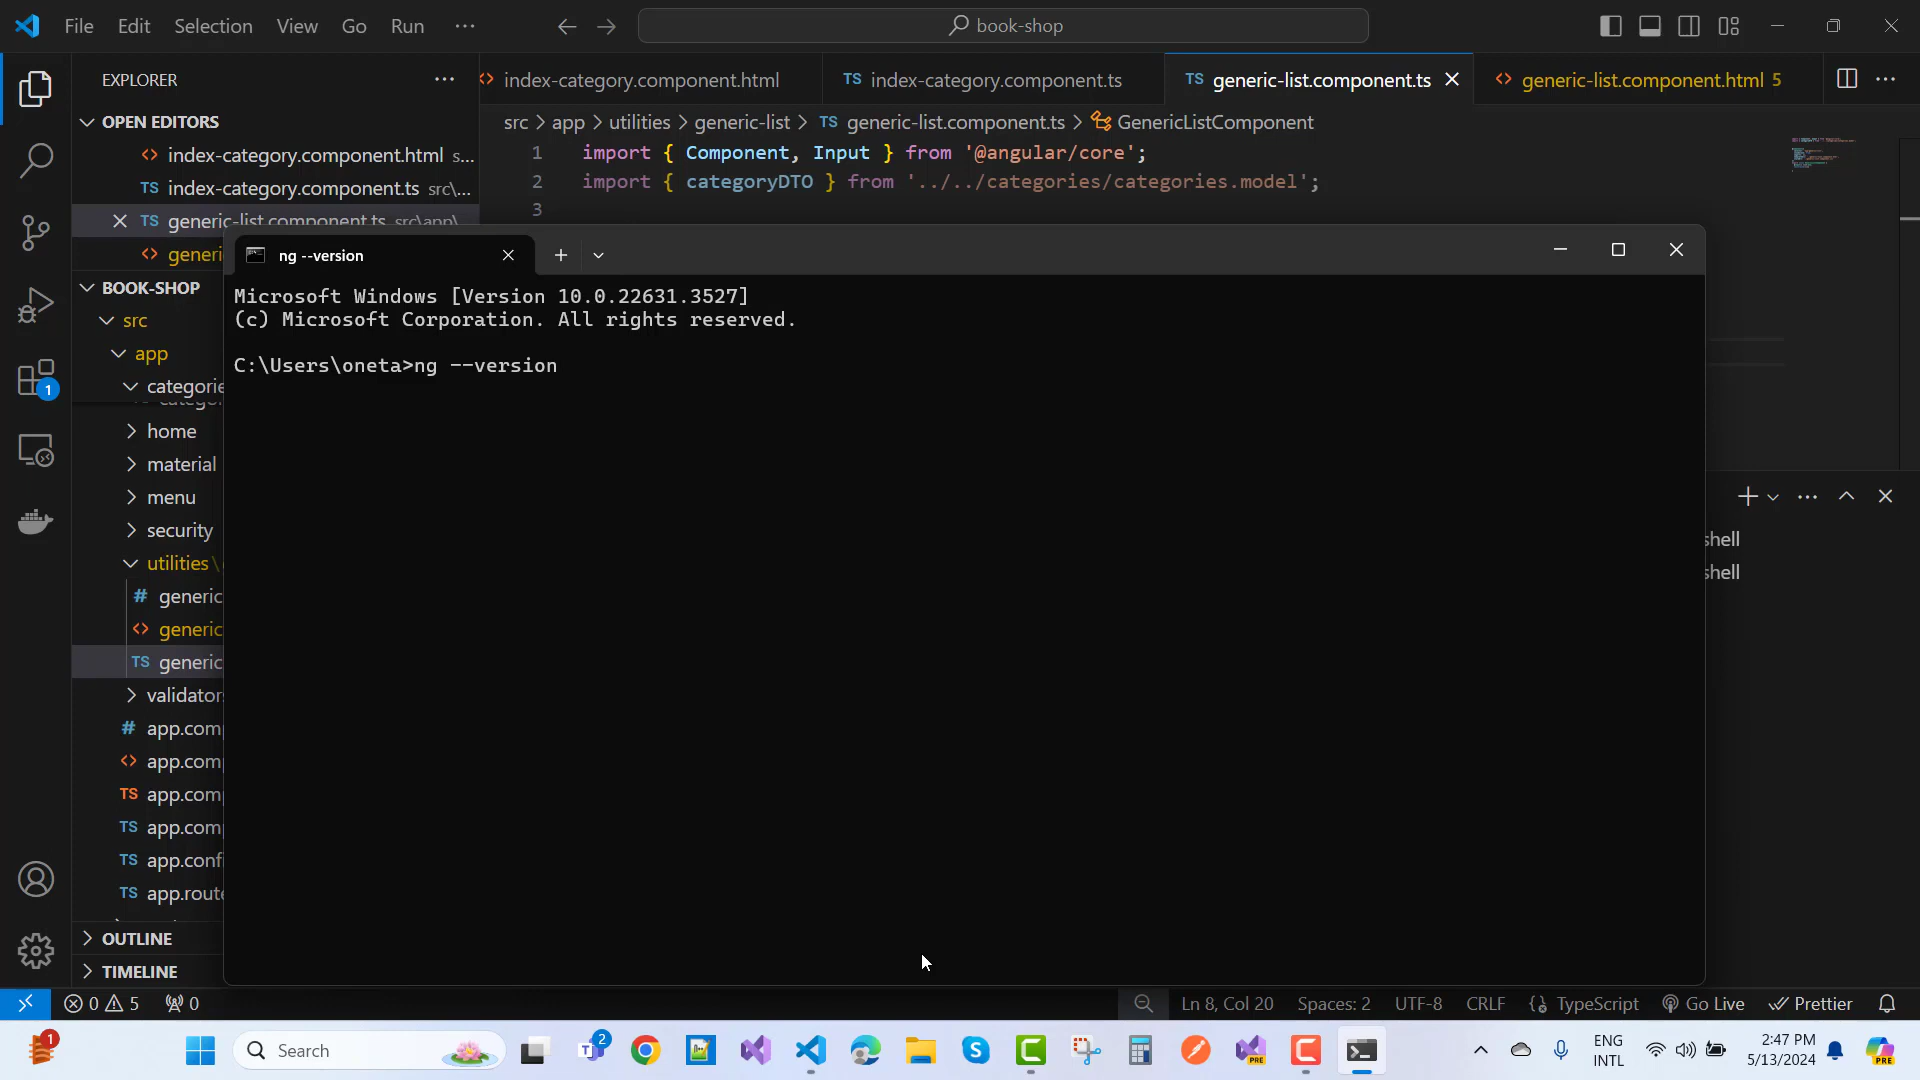 File Edit Selection View Go Run ··· book-shop
EXPLORER ···
index-category.component.html
TS index-category.component.ts
TS generic-list.component.ts
generic-list.component.html 5
OPEN EDITORS
src > app > utilities > generic-list > TS generic-list.component.ts > GenericListComponent
index-category.component.html s...
TS index-category.component.ts src\...
TS generic-list.component.ts src\app\
generi
1 import { Component, Input } from '@angular/core';
2 import { categoryDTO } from '../../categories/categories.model';
3
BOOK-SHOP
src
app
categorie
categor
home
material
menu
security
utilities\
# generic
generic
TS generic
validator
# app.com
app.com
TS app.com
TS app.com
TS app.confi
TS app.route
OUTLINE
TIMELINE
ng --version
Microsoft Windows [Version 10.0.22631.3527]
(c) Microsoft Corporation. All rights reserved.
C:\Users\oneta>ng --version
shell
shell
1
0 5 0
Ln 8, Col 20 Spaces: 2 UTF-8 CRLF {} TypeScript Go Live Prettier
1
Search
2
PRE
ENG
INTL
2:47 PM
5/13/2024
PRE